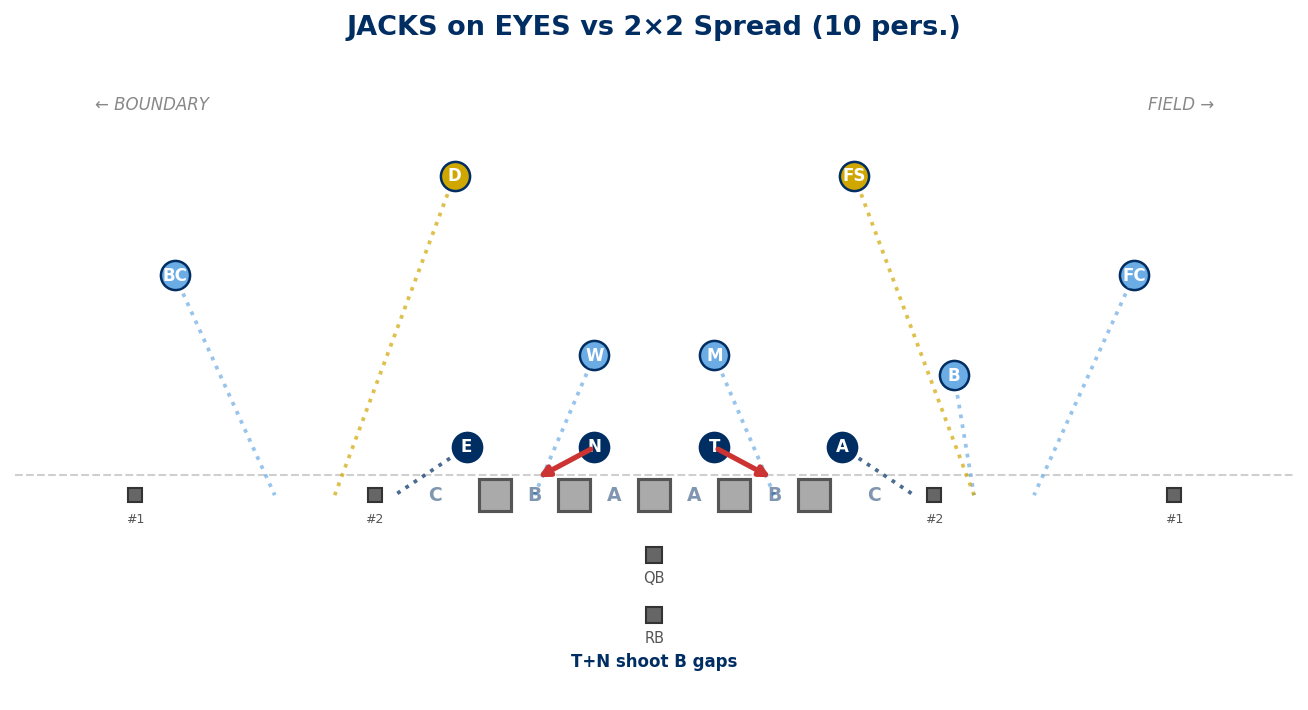 JACKS on EYES vs 2×2 Spread (10 pers.)
← BOUNDARY
FIELD →
D
FS
BC
FC
W
M
B
E
N
T
A
C
B
A
A
B
C
#1
#2
#2
#1
QB
RB
T+N shoot B gaps